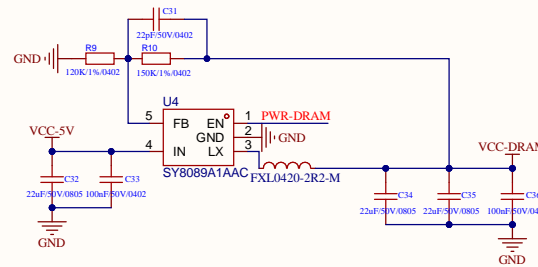 C31
22pF/50V/0402
GND
R9
R10
120K/1%/0402
150K/1%/0402
U4
VCC-5V
5
FB
EN
1
PWR-DRAM
GND
2
GND
4
IN
LX
3
SY8089A1AAC
FXL0420-2R2-M
VCC-DRAM
C32
22uF/50V/0805
C33
100nF/50V/0402
C34
22uF/50V/0805
C35
22uF/50V/0805
C36
100nF/50V/04
GND
GND